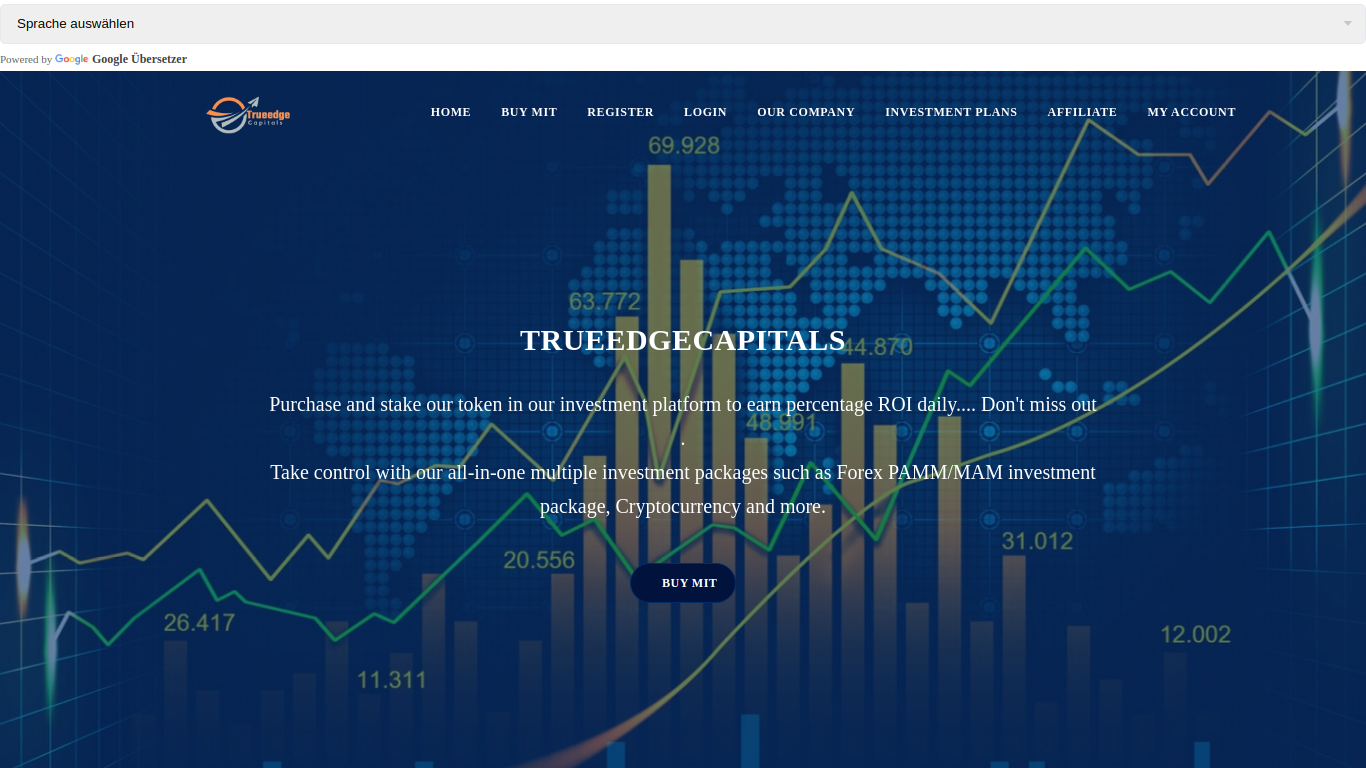 Sprache auswählen
Powered by Google Google Übersetzer
Trueedge
Capitals
HOME BUY MIT REGISTER LOGIN OUR COMPANY INVESTMENT PLANS AFFILIATE MY ACCOUNT
69.928
63.772
TRUEEDGECAPITALS
44.870
Purchase and stake our token in our investment platform to earn percentage ROI daily.... Don't miss out
48.991
.
Take control with our all-in-one multiple investment packages such as Forex PAMM/MAM investment
package, Cryptocurrency and more.
31.012
20.556
BUY MIT
26.417
12.002
11.311